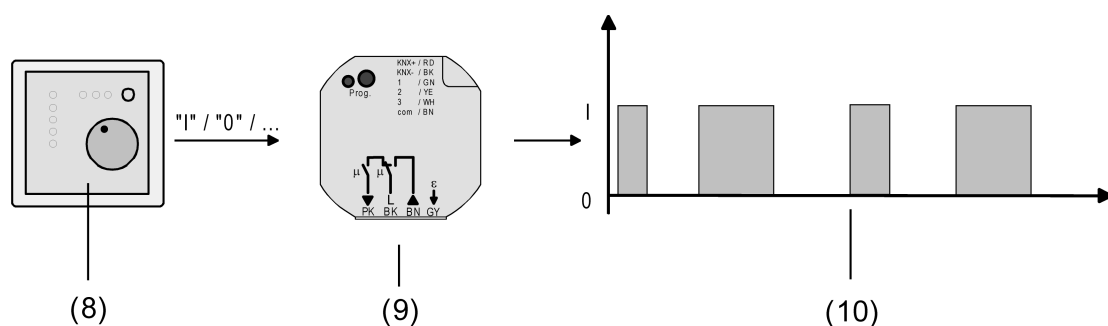 KNX+ / RD
KNX- / BK
1 / GN
2 / YE
3 / WH
com / BN
Prog.
"I" / "0" / ...
I
0
μ μ
L ε
PK BK BN GY
(8) (9) (10)